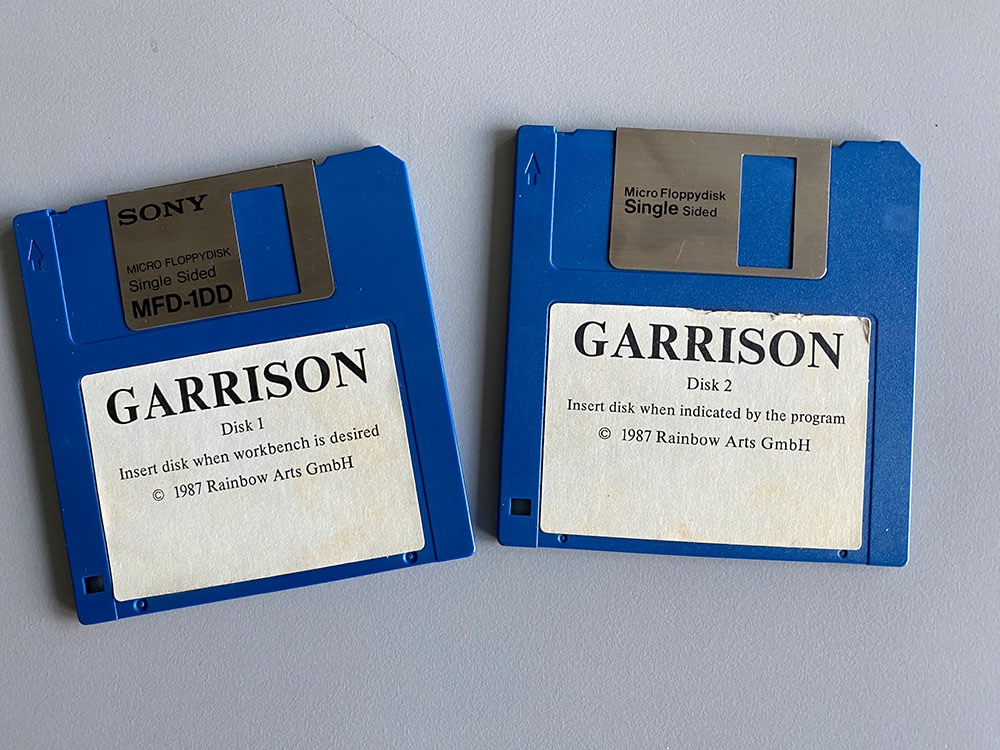 SONY
MICRO FLOPPYDISK
Single Sided
MFD-1DD
GARRISON
Disk 1
Insert disk when workbench is desired
© 1987 Rainbow Arts GmbH
Micro Floppydisk
Single Sided
GARRISON
Disk 2
Insert disk when indicated by the program
© 1987 Rainbow Arts GmbH